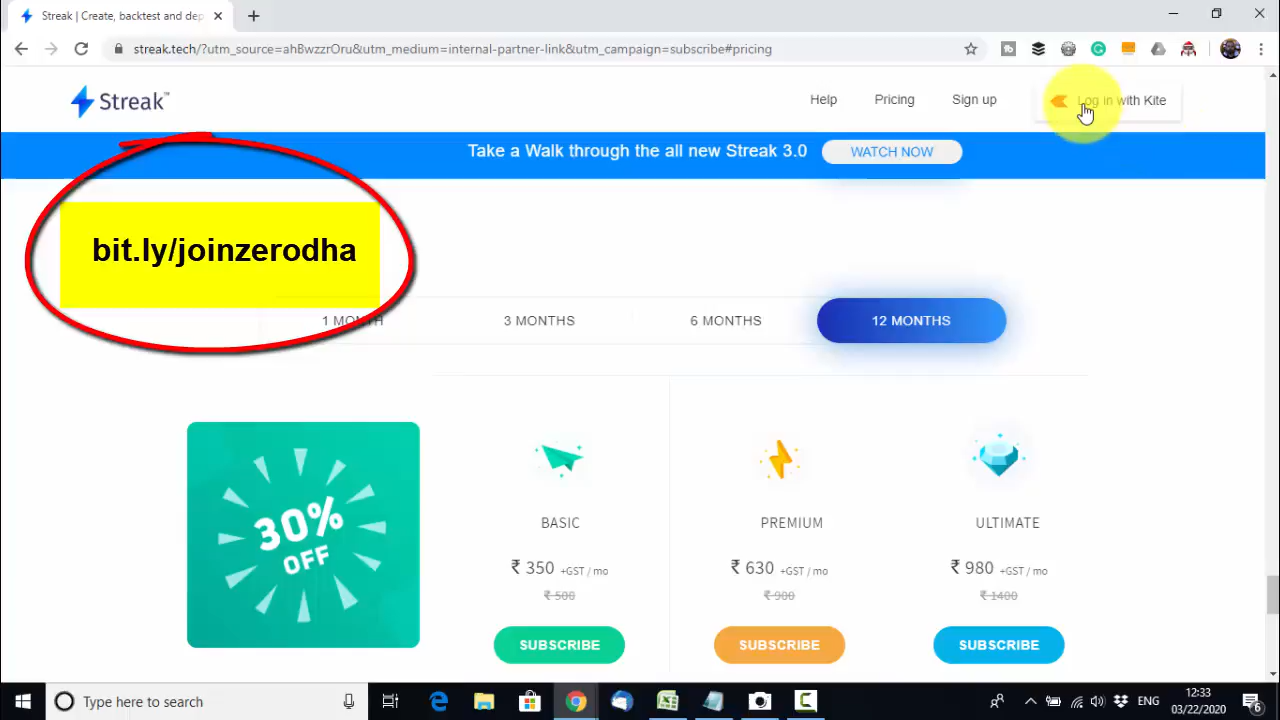 Streak | Create, backtest and dep
streak.tech/?utm_source=ahBwzzrOru&utm_medium=internal-partner-link&utm_campaign=subscribe#pricing
Streak™
Help
Pricing
Sign up
Log in with Kite
Take a Walk through the all new Streak 3.0
WATCH NOW
bit.ly/joinzerodha
1 MONTH
3 MONTHS
6 MONTHS
12 MONTHS
30%
OFF
BASIC
PREMIUM
ULTIMATE
₹ 350 +GST / mo
₹ 630 +GST / mo
₹ 980 +GST / mo
₹ 500
₹ 900
₹ 1400
SUBSCRIBE
SUBSCRIBE
SUBSCRIBE
Type here to search
ENG
12:33
03/22/2020
6